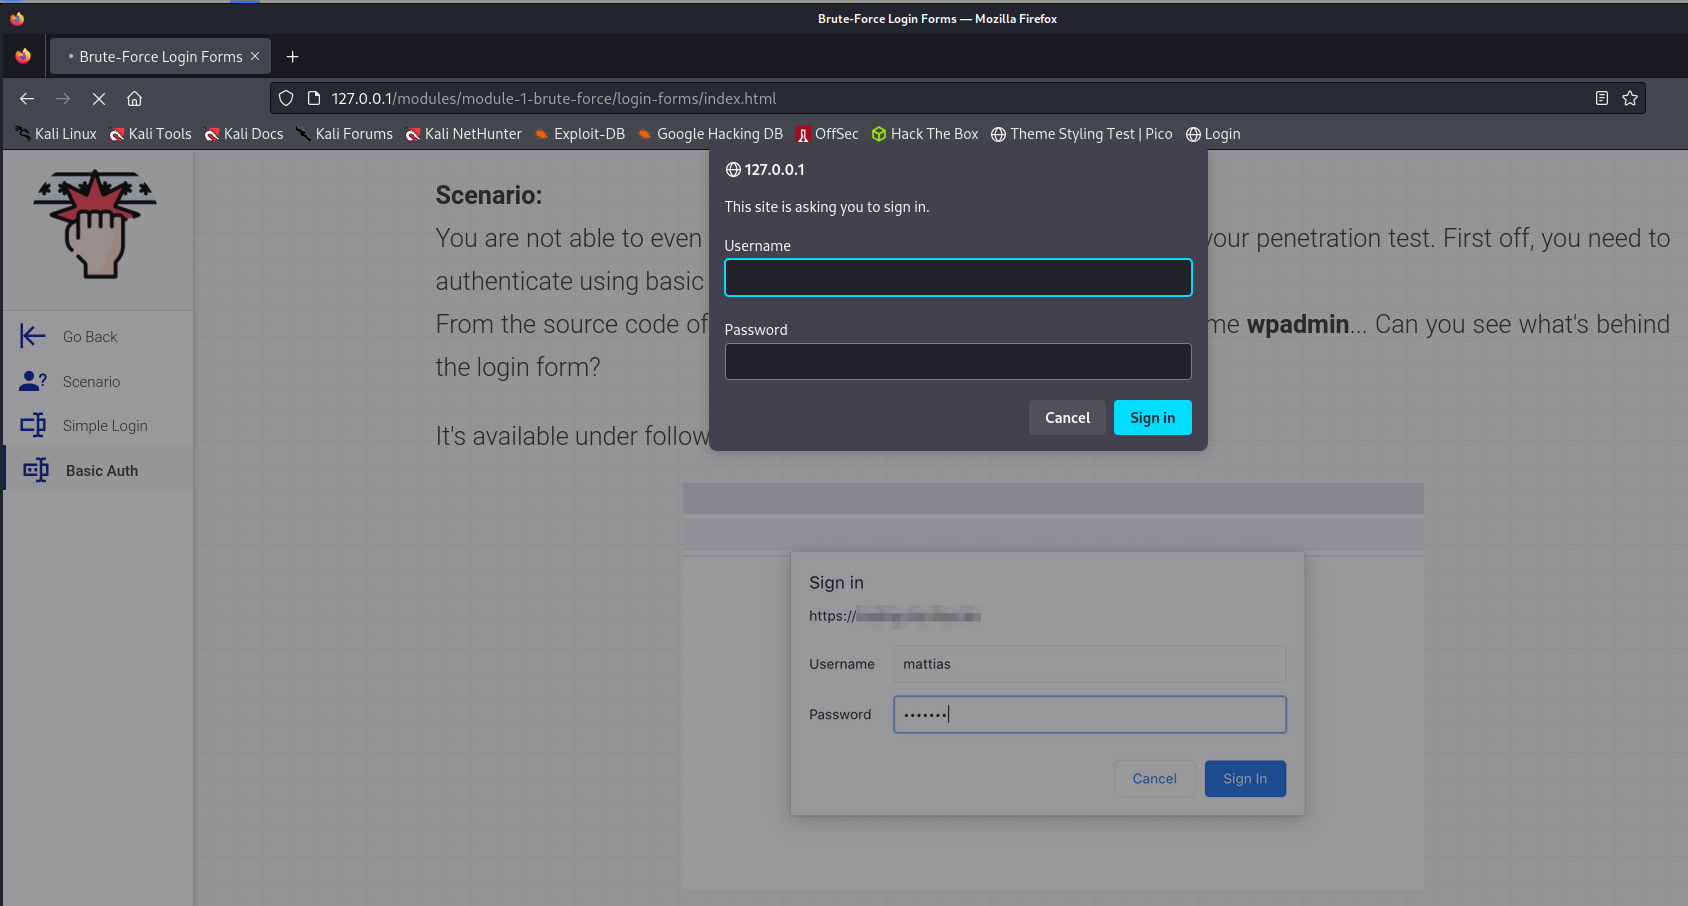 Brute-Force Login Forms — Mozilla Firefox
Brute-Force Login Forms
127.0.0.1/modules/module-1-brute-force/login-forms/index.html
Kali Linux Kali Tools Kali Docs Kali Forums Kali NetHunter Exploit-DB Google Hacking DB OffSec Hack The Box Theme Styling Test | Pico Login
127.0.0.1
This site is asking you to sign in.
Username
Password
Cancel Sign in
Go Back
Scenario
Simple Login
Basic Auth
Scenario:
You are not able to even your penetration test. First off, you need to
authenticate using basic
From the source code of me wpadmin... Can you see what's behind
the login form?
It's available under follow
Sign in
https://
Username mattias
Password •••••••
Cancel Sign In